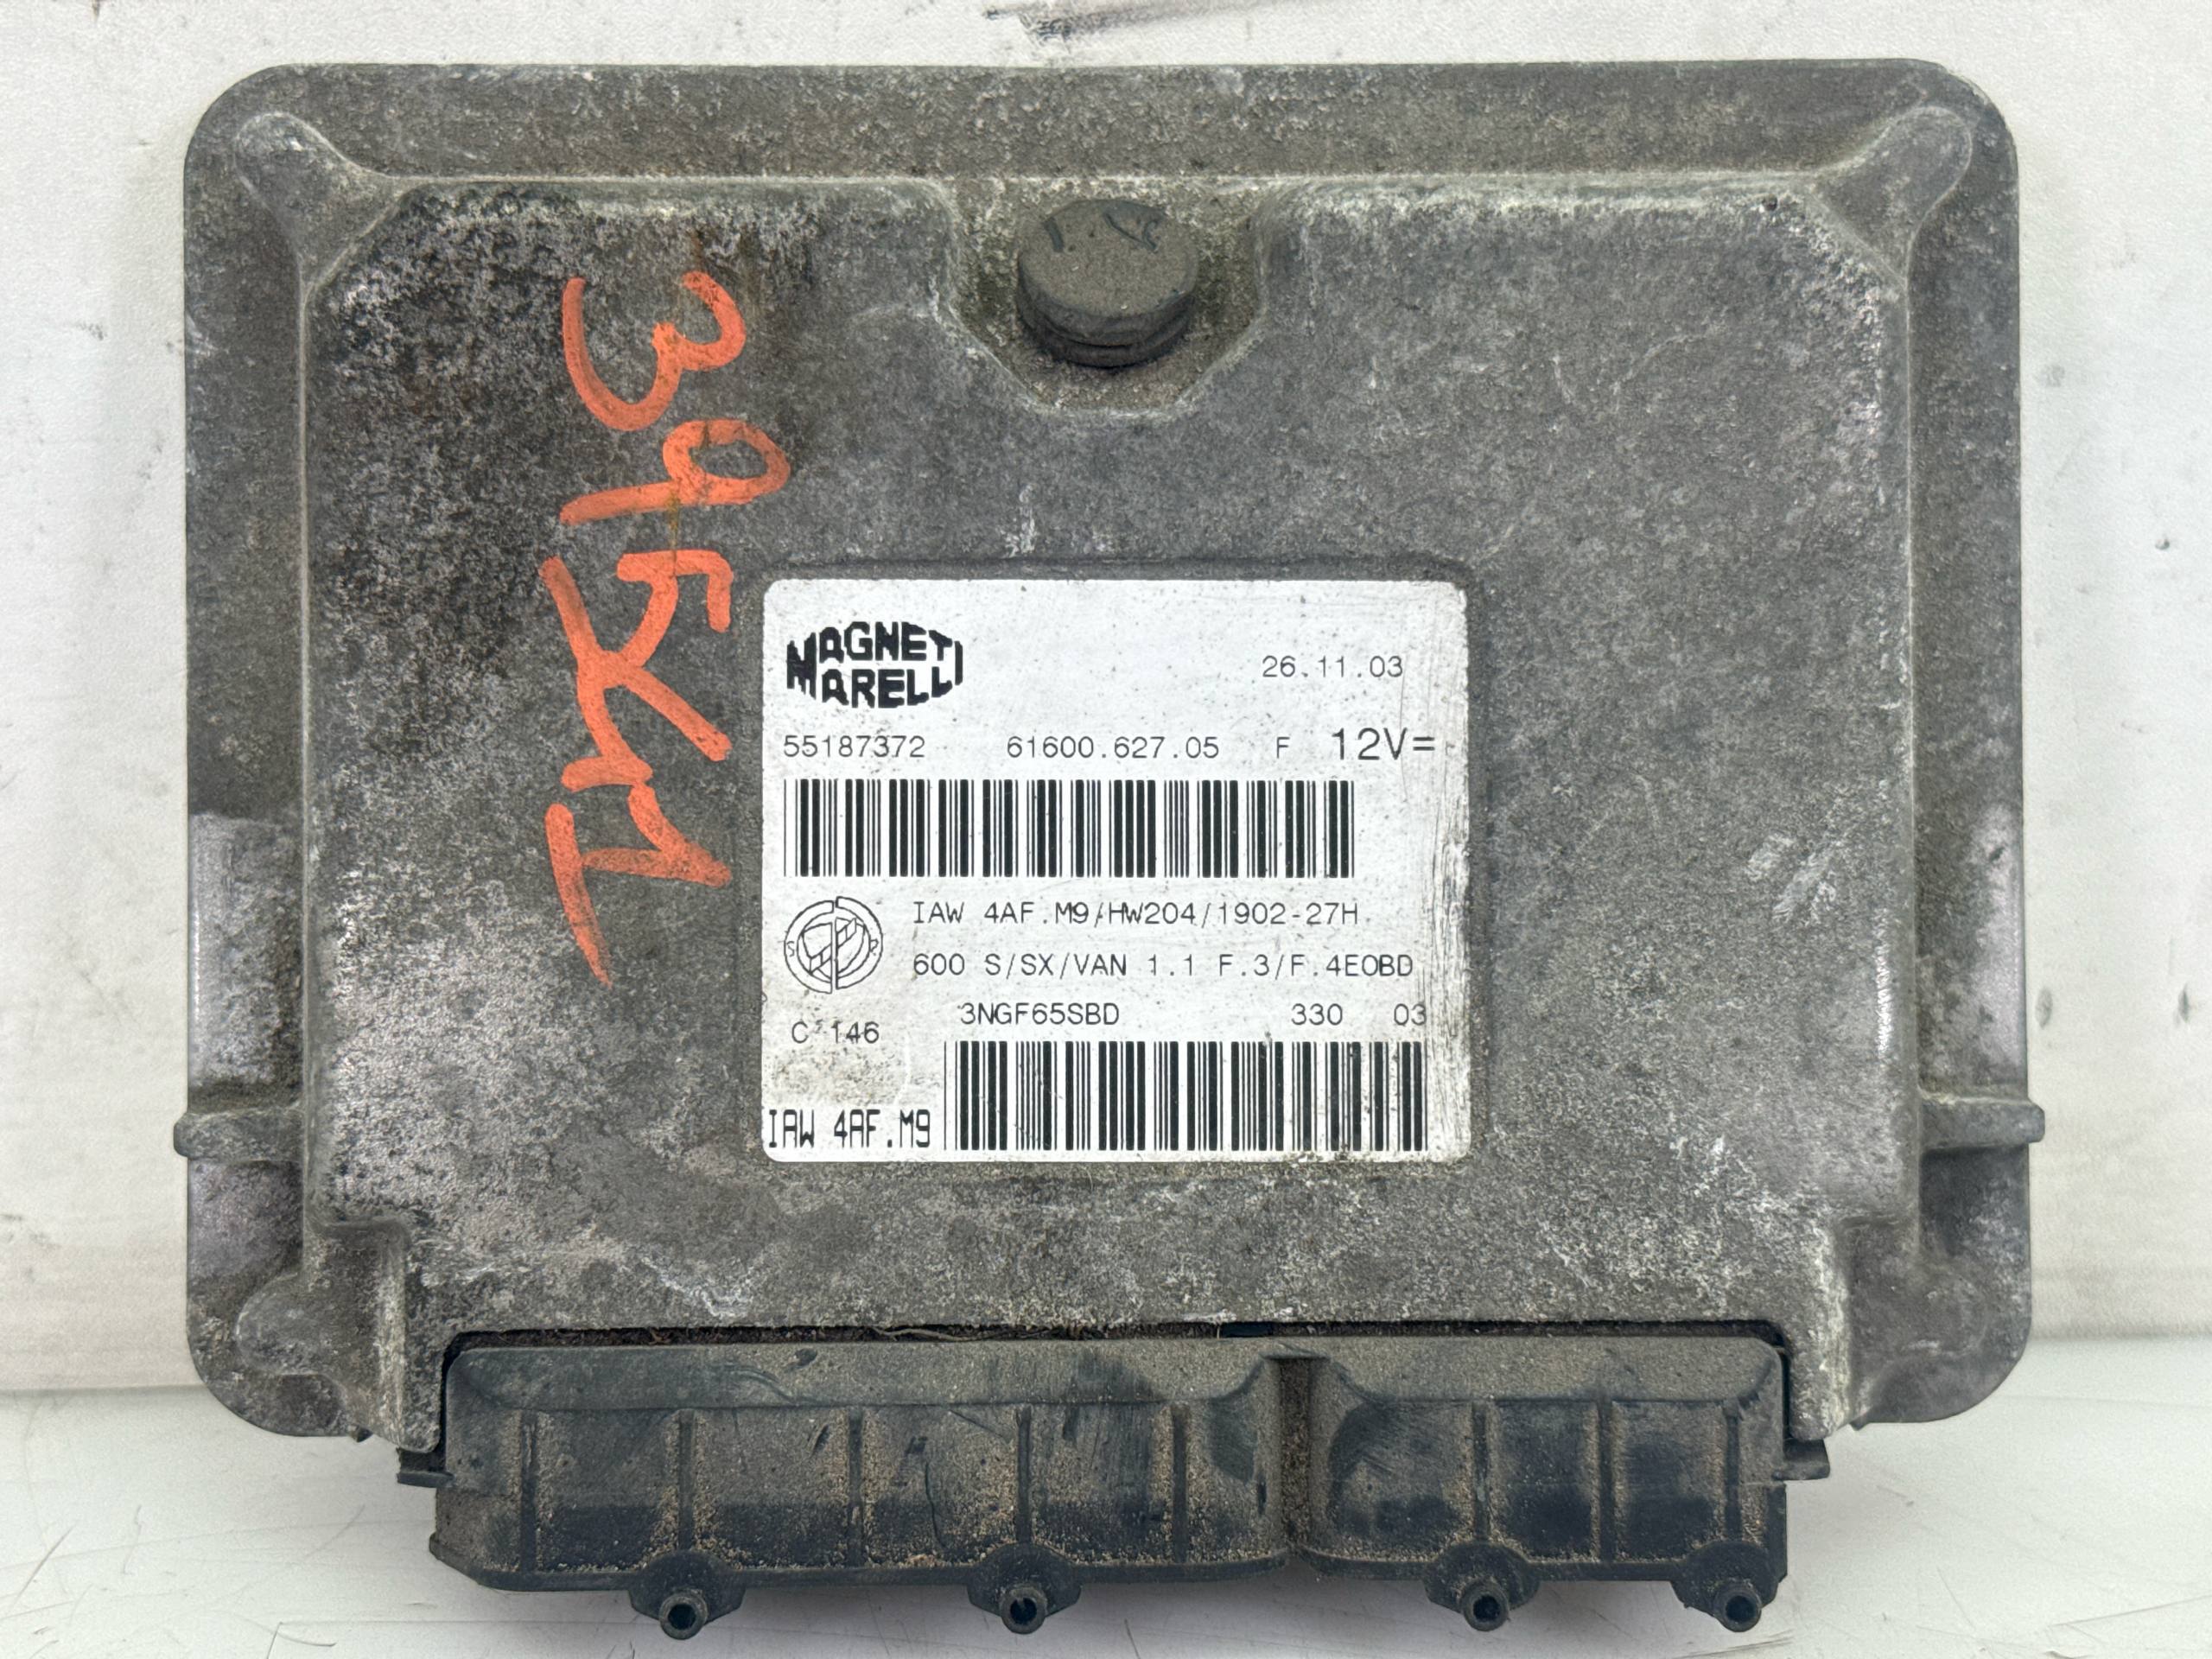 395KM
MAGNETI
MARELLI
26.11.03
55187372 61600.627.05 F 12V=
IAW 4AF.M9/HW204/1902-27H
600 S/SX/VAN 1.1 F.3/F.4EOBD
3NGF65SBD 330 03
C 146
IAW 4AF.M9